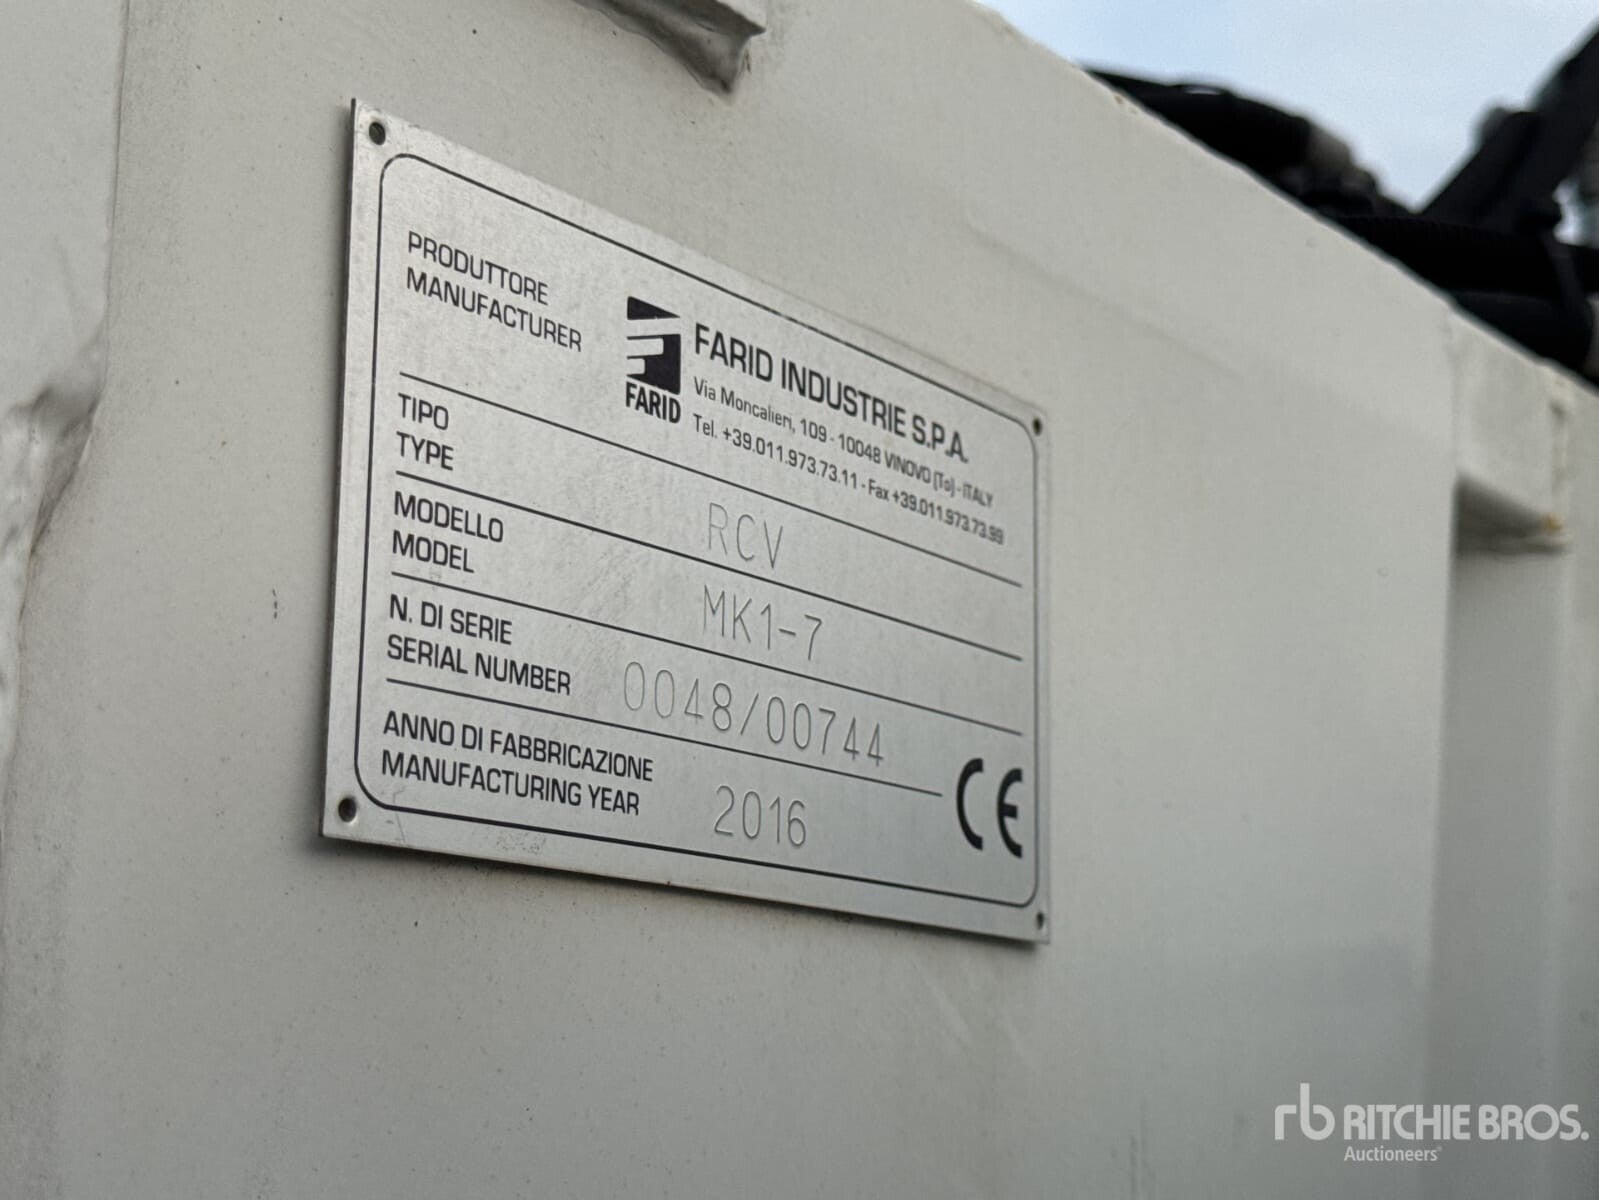 PRODUTTORE
MANUFACTURER
FARID
FARID INDUSTRIE S.P.A.
Via Moncalieri, 109 - 10048 VINOVO (To) - ITALY
Tel. +39.011.973.73.11 - Fax +39.011.973.73.99
TIPO
TYPE
RCV
MODELLO
MODEL
MK1-7
N. DI SERIE
SERIAL NUMBER
0048/00744
ANNO DI FABBRICAZIONE
MANUFACTURING YEAR
2016
CE
rb RITCHIE BROS.
Auctioneers